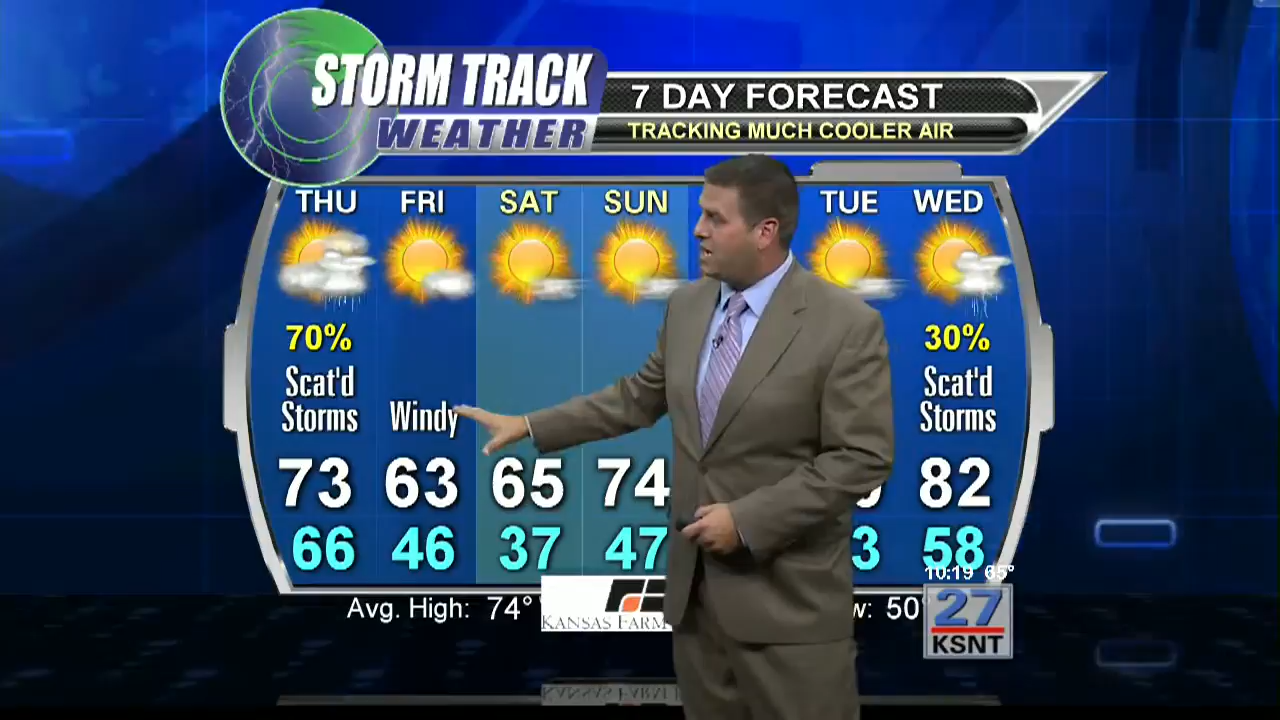 STORM TRACK
WEATHER
7 DAY FORECAST
TRACKING MUCH COOLER AIR
THU FRI SAT SUN TUE WED
70% 30%
Scat'd Scat'd
Storms Windy Storms
73 63 65 74 82
66 46 37 47 58
10:19 65°
Avg. High: 74° 50°
KANSAS FARM
27
KSNT